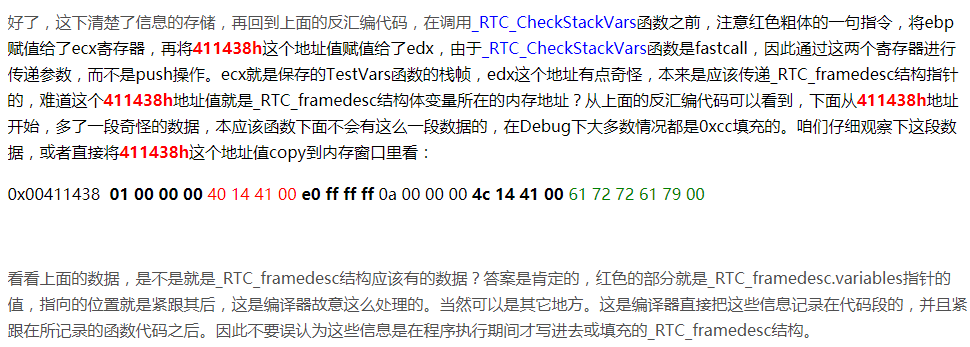 好了，这下清楚了信息的存储，再回到上面的反汇编代码，在调用_RTC_CheckStackVars函数之前，注意红色粗体的一句指令，将ebp
赋值给了ecx寄存器，再将411438h这个地址值赋值给了edx，由于_RTC_CheckStackVars函数是fastcall，因此通过这两个寄存器进行
传递参数，而不是push操作。ecx就是保存的TestVars函数的栈帧，edx这个地址有点奇怪，本来是应该传递_RTC_framedesc结构指针
的，难道这个411438h地址值就是_RTC_framedesc结构体变量所在的内存地址？从上面的反汇编代码可以看到，下面从411438h地址
开始，多了一段奇怪的数据，本应该函数下面不会有这么一段数据的，在Debug下大多数情况都是0xcc填充的。咱们仔细观察下这段数
据，或者直接将411438h这个地址值copy到内存窗口里看：
0x00411438 01 00 00 00 40 14 41 00 e0 ff ff ff 0a 00 00 00 4c 14 41 00 61 72 72 61 79 00
看看上面的数据，是不是就是_RTC_framedesc结构应该有的数据？答案是肯定的，红色的部分就是_RTC_framedesc.variables指针的
值，指向的位置就是紧跟其后，这是编译器故意这么处理的。当然可以是其它地方。这是编译器直接把这些信息记录在代码段的，并且紧
跟在所记录的函数代码之后。因此不要误认为这些信息是在程序执行期间才写进去或填充的_RTC_framedesc结构。